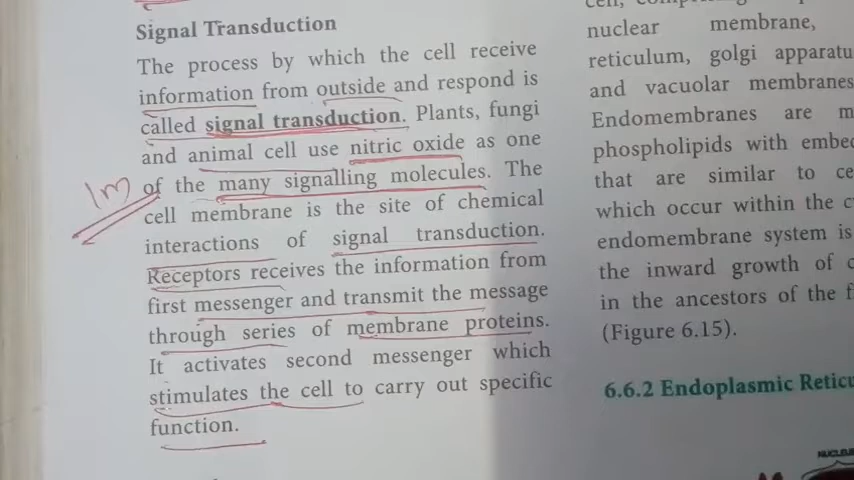 Signal Transduction
The process by which the cell receive
information from outside and respond is
called signal transduction. Plants, fungi
and animal cell use nitric oxide as one
1m
of the many signalling molecules. The
cell membrane is the site of chemical
interactions of signal transduction.
Receptors receives the information from
first messenger and transmit the message
through series of membrane proteins.
It activates second messenger which
stimulates the cell to carry out specific
function.
nuclear membrane,
reticulum, golgi
and vacuolar membranes
Endomembranes are
phospholipids with
that are similar to
which occur within the
endomembrane system is
the inward growth of
in the ancestors of the
(Figure 6.15).
6.6.2 Endoplasmic